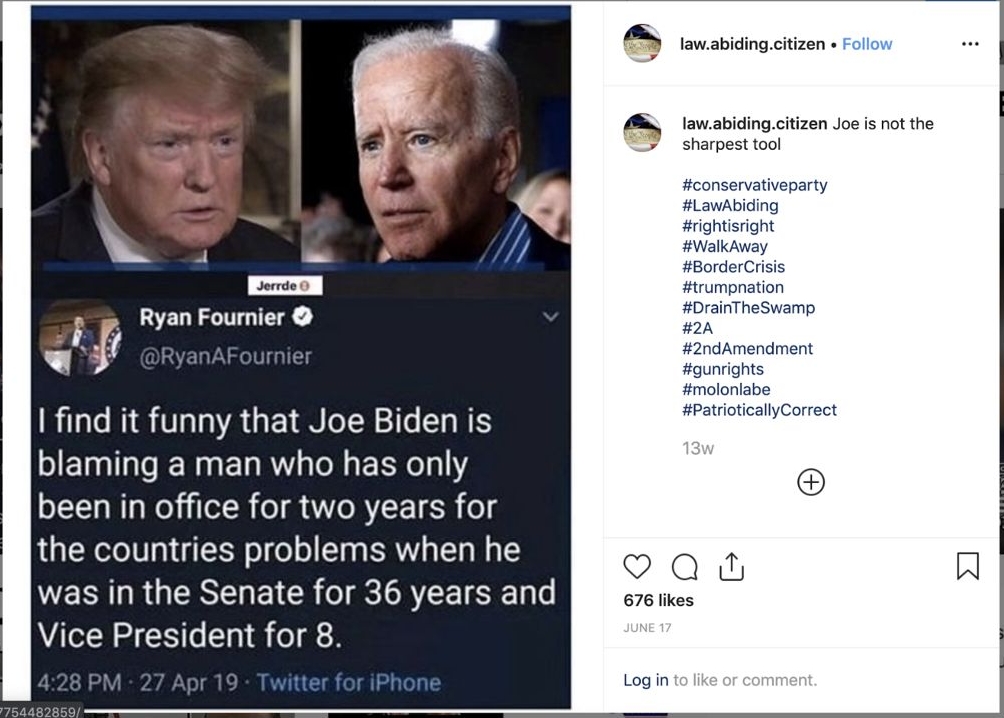 law.abiding.citizen • Follow
law.abiding.citizen Joe is not the
sharpest tool
#conservativeparty
#LawAbiding
#rightisright
#WalkAway
#BorderCrisis
#trumpnation
#DrainTheSwamp
#2A
#2ndAmendment
#gunrights
#molonlabe
#PatrioticallyCorrect
13w
676 likes
JUNE 17
Log in to like or comment.
Jerrde
Ryan Fournier
@RyanAFournier
I find it funny that Joe Biden is
blaming a man who has only
been in office for two years for
the countries problems when he
was in the Senate for 36 years and
Vice President for 8.
4:28 PM · 27 Apr 19 · Twitter for iPhone
7754482859/